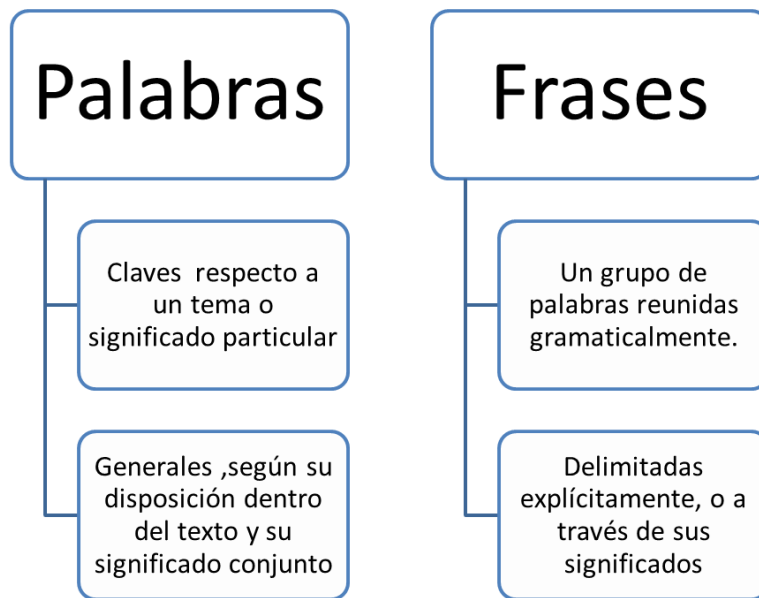 Palabras
Claves respecto a
un tema o
significado particular
Generales ,según su
disposición dentro
del texto y su
significado conjunto
Frases
Un grupo de
palabras reunidas
gramaticalmente.
Delimitadas
explícitamente, o a
través de sus
significados